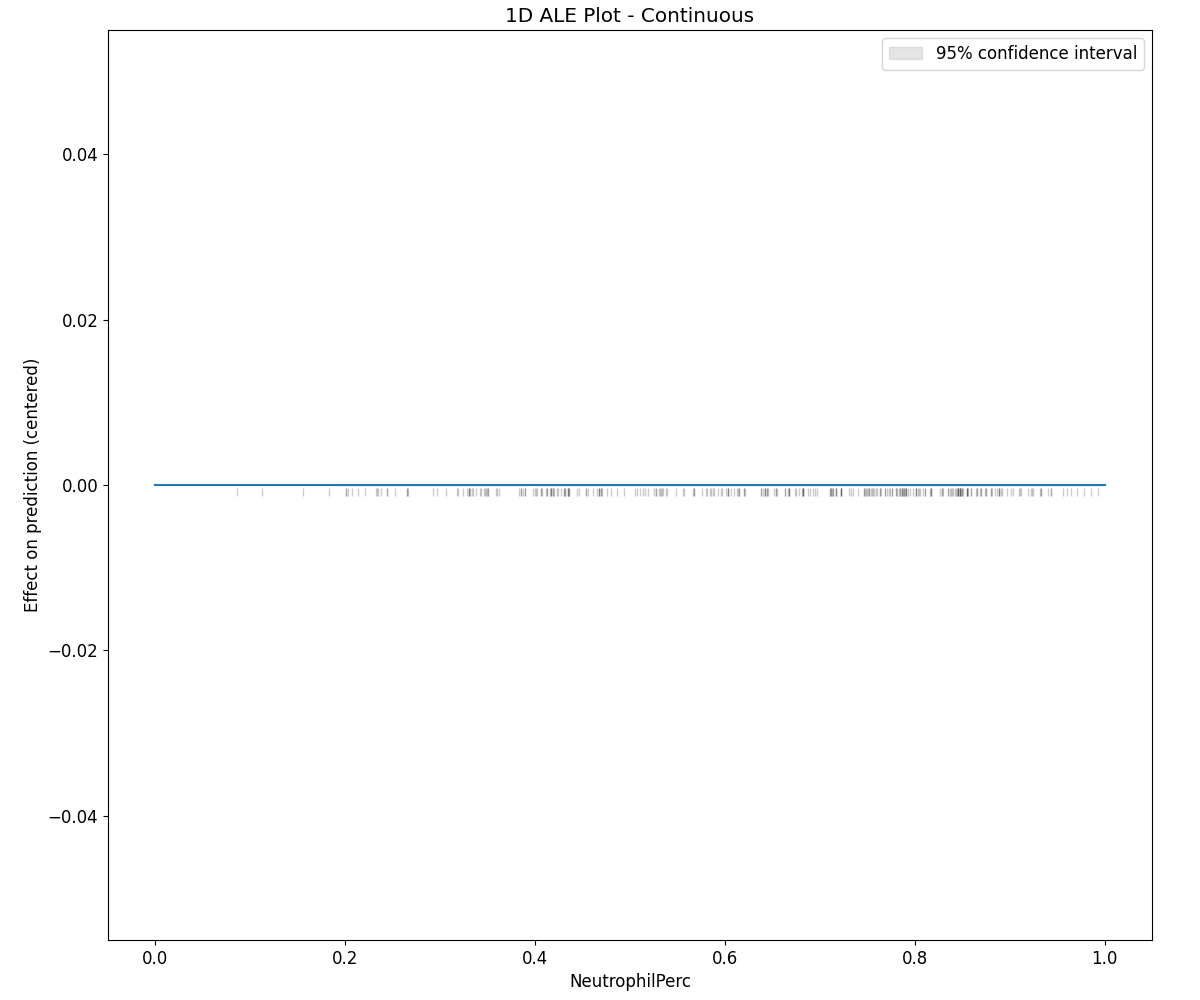 1D ALE Plot - Continuous
95% confidence interval
0.04
0.02
0.00
−0.02
−0.04
Effect on prediction (centered)
0.0 0.2 0.4 0.6 0.8 1.0
NeutrophilPerc